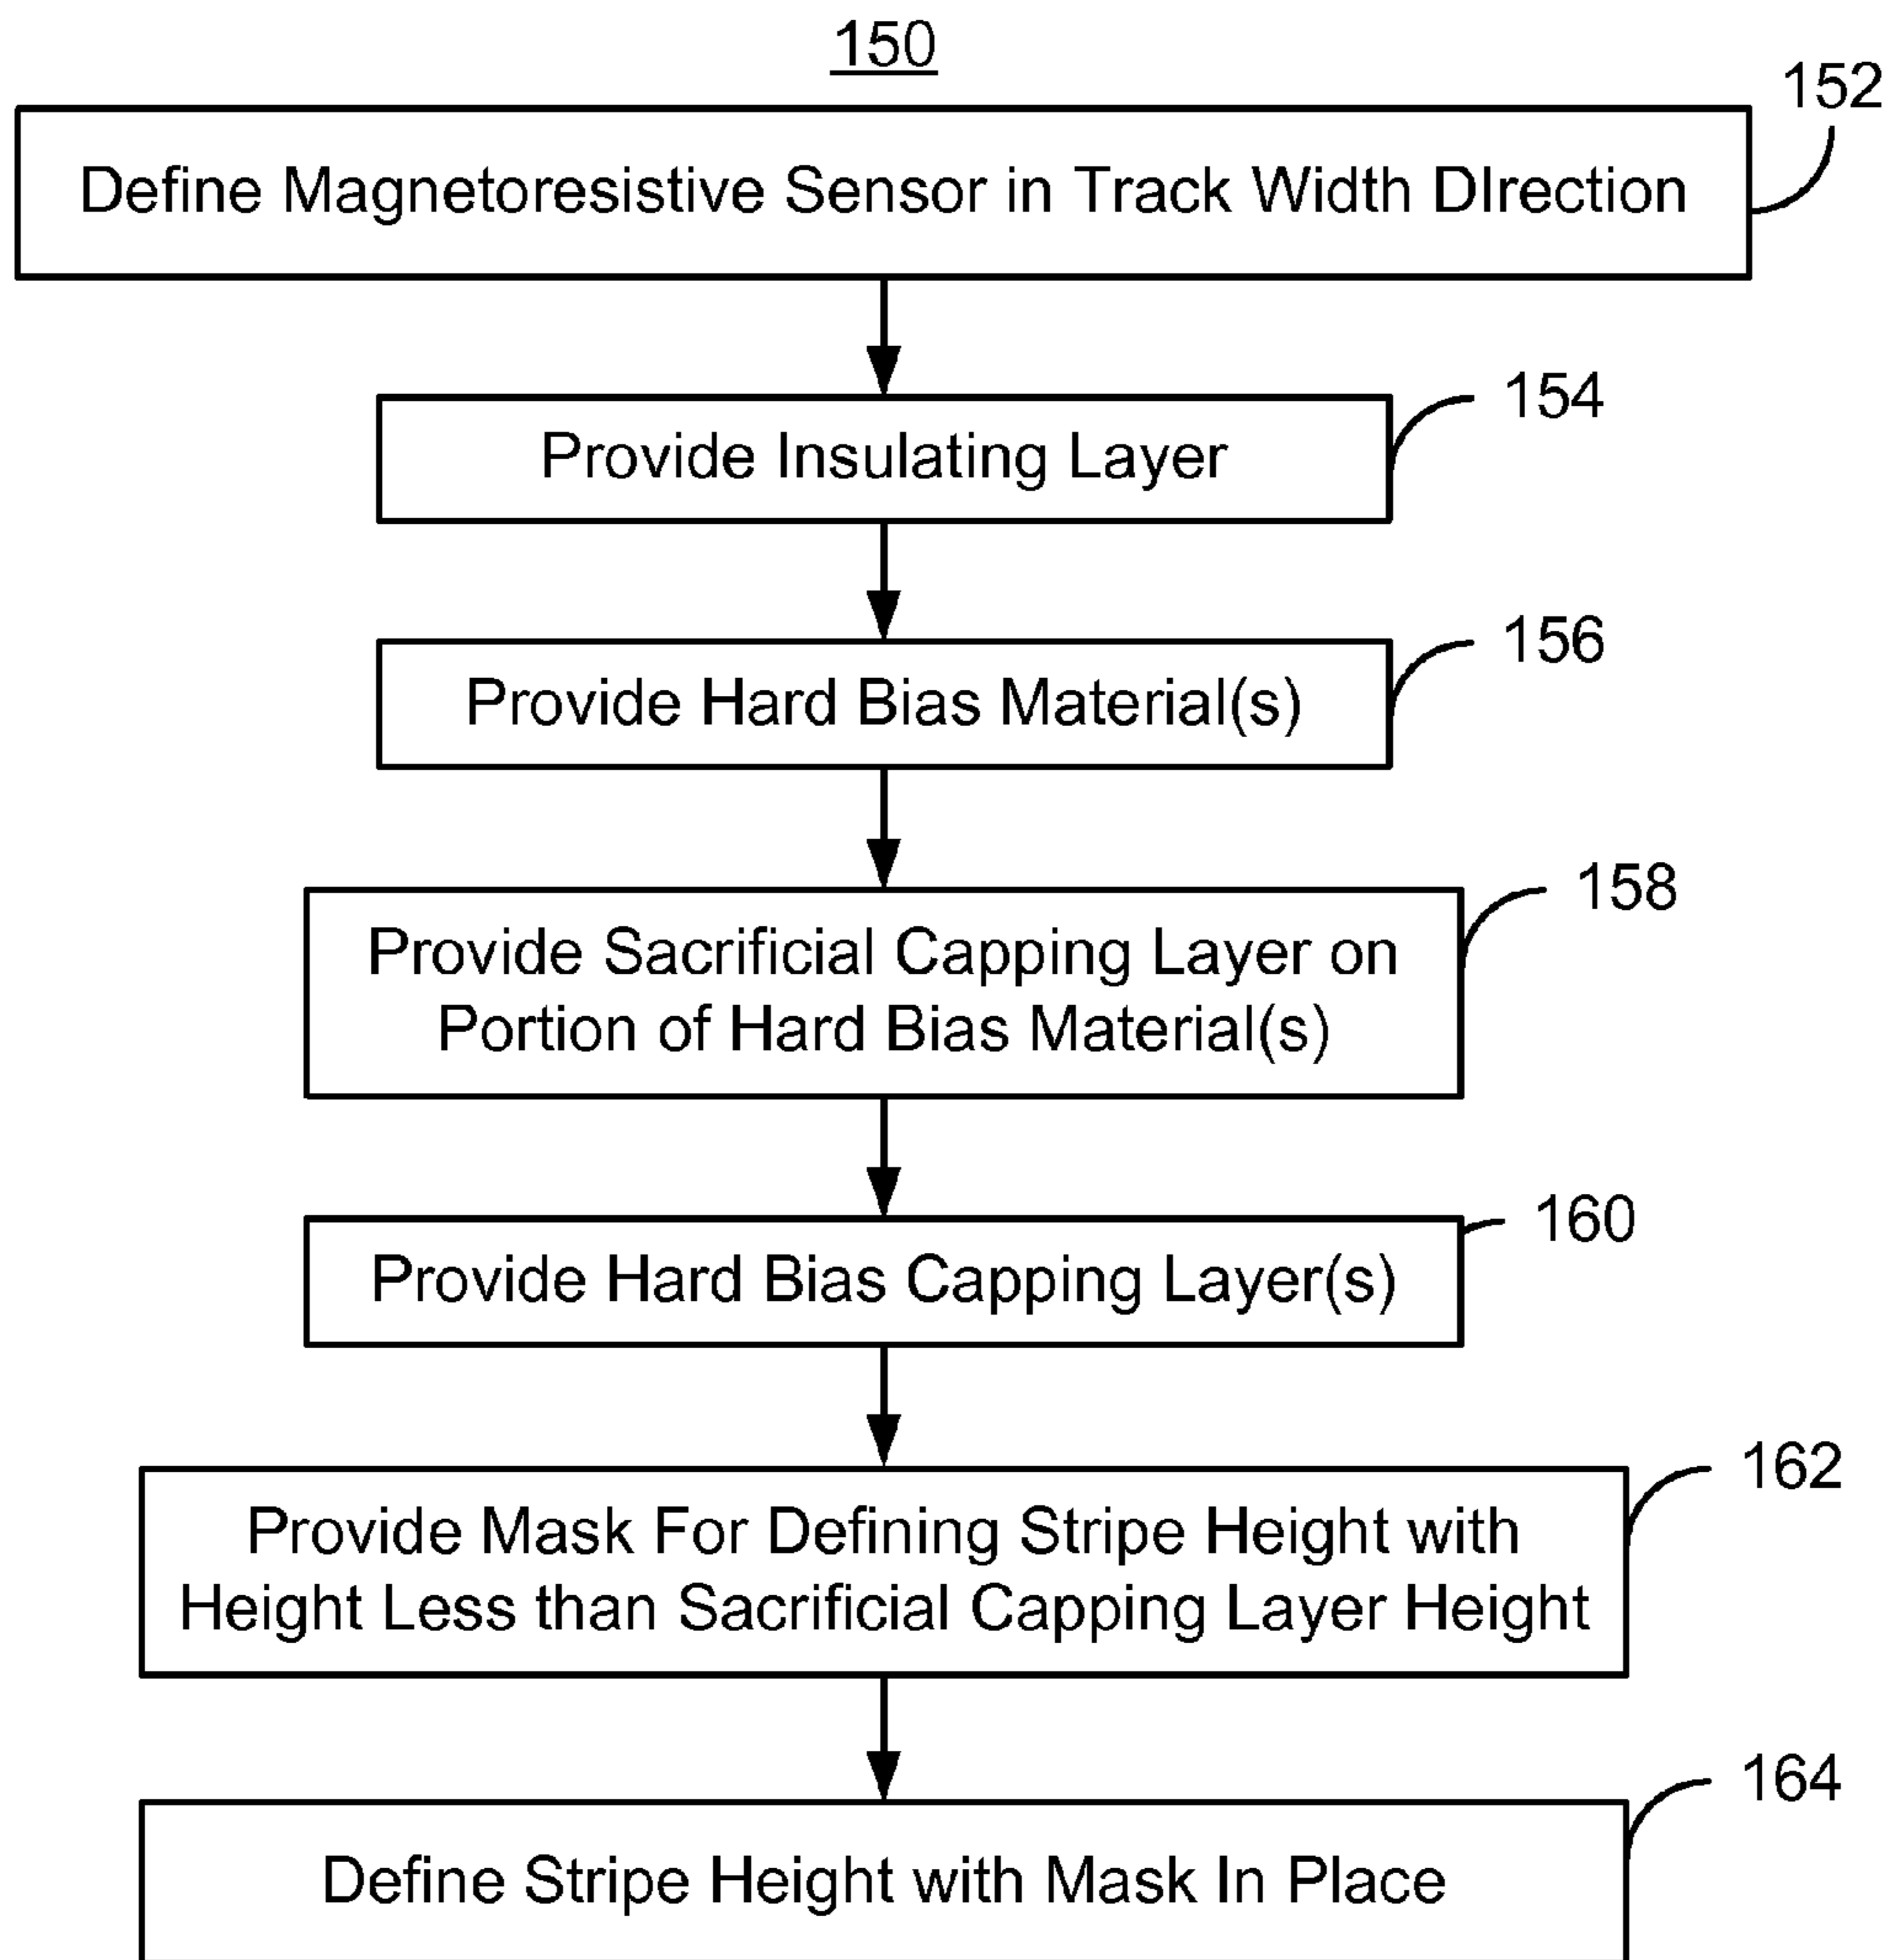 150
152
Define Magnetoresistive Sensor in Track Width DIrection
154
Provide Insulating Layer
156
Provide Hard Bias Material(s)
158
Provide Sacrificial Capping Layer on
Portion of Hard Bias Material(s)
160
Provide Hard Bias Capping Layer(s)
162
Provide Mask For Defining Stripe Height with
Height Less than Sacrificial Capping Layer Height
164
Define Stripe Height with Mask In Place